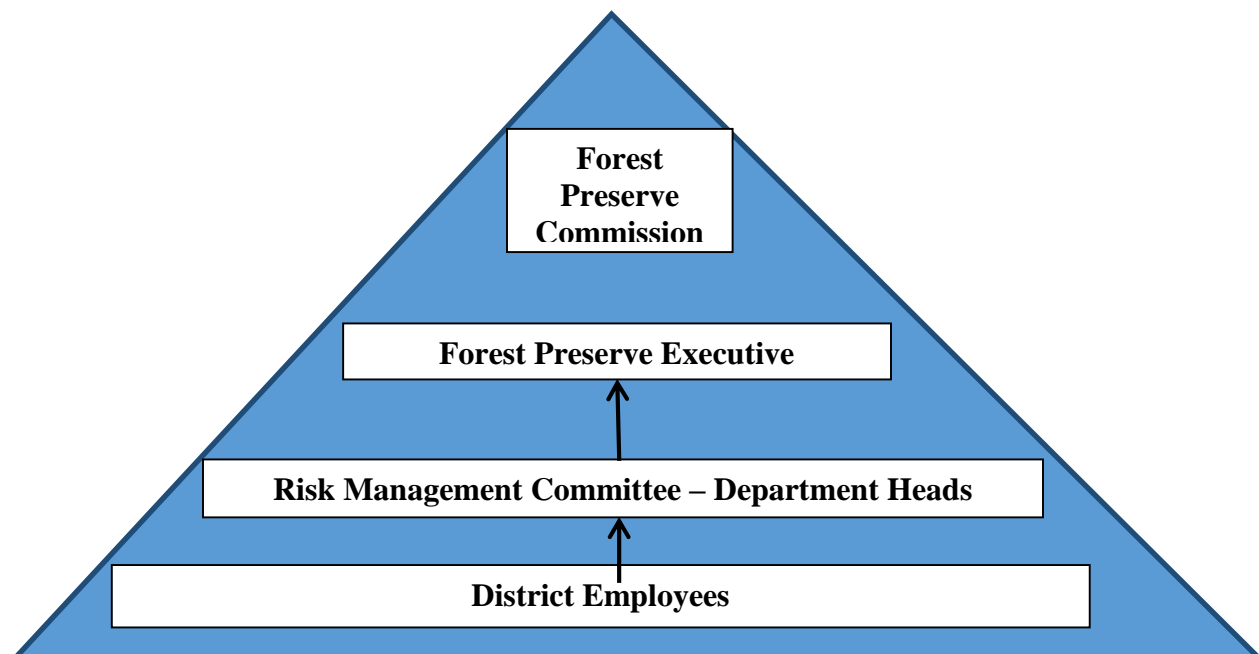 Forest
Preserve
Commission
Forest Preserve Executive
Risk Management Committee – Department Heads
District Employees